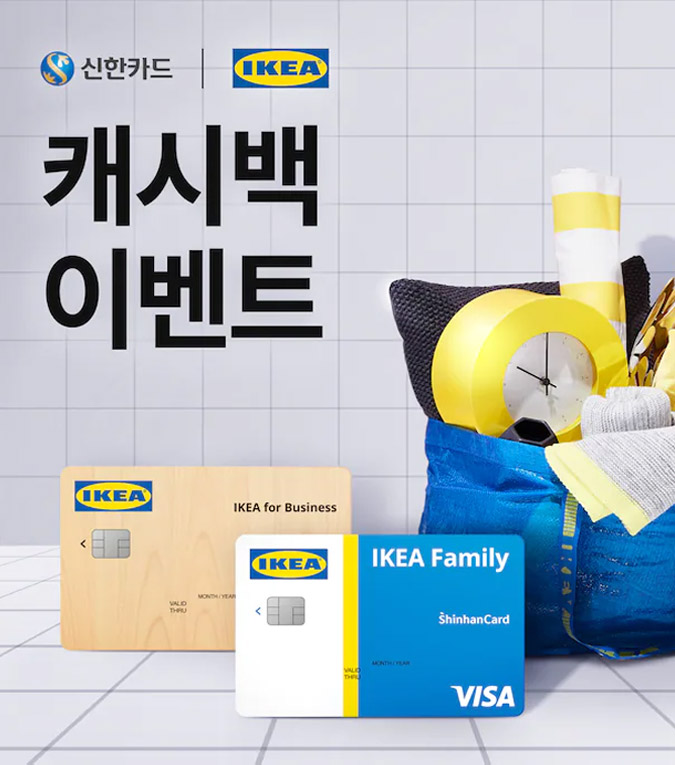 신한카드 | IKEA
캐시백
이벤트
IKEA
IKEA for Business
MONTH / YEAR
VALID
THRU
IKEA
IKEA Family
ShinhanCard
MONTH / YEAR
VALID
THRU
VISA